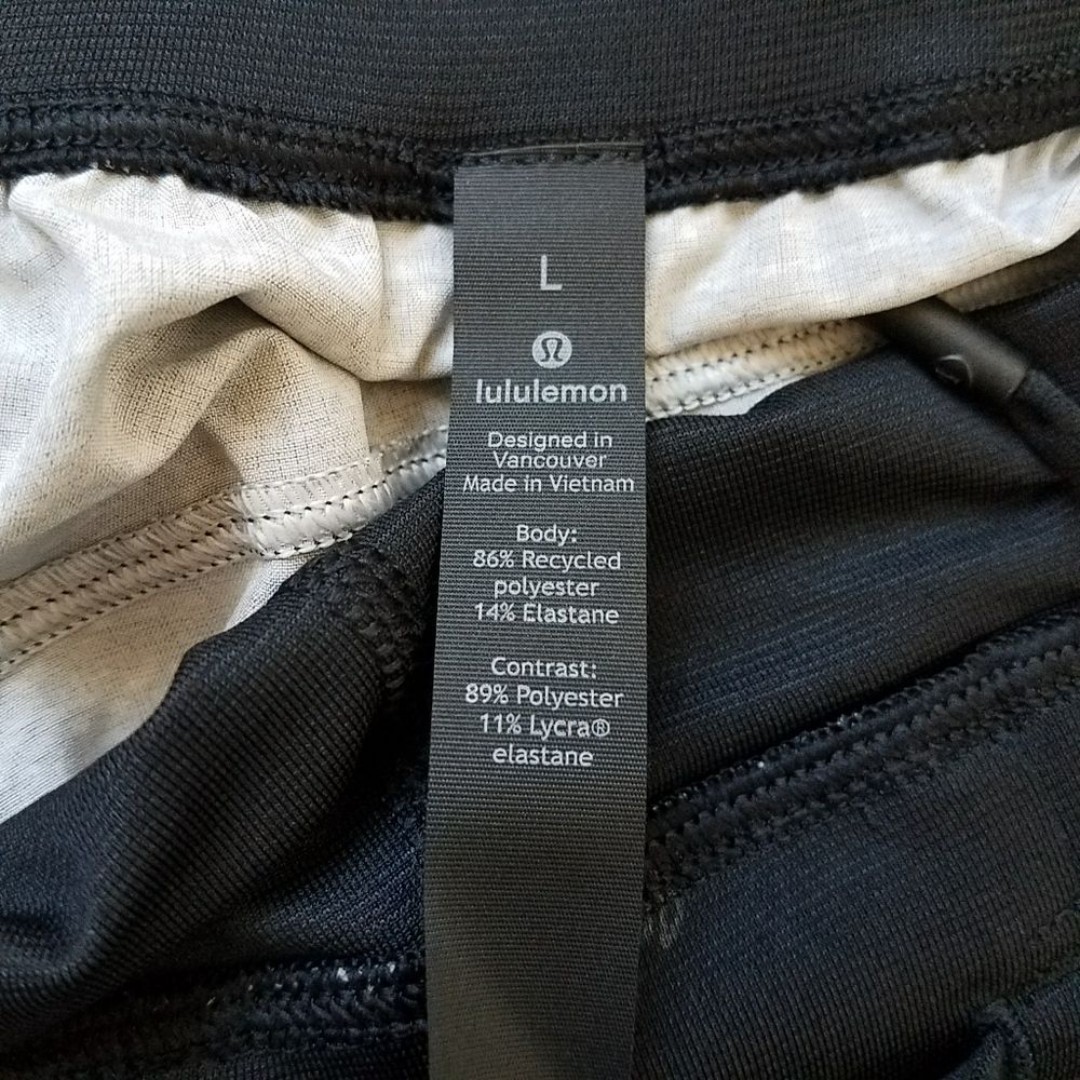 L
lululemon
Designed in
Vancouver
Made in Vietnam
Body:
86% Recycled
polyester
14% Elastane
Contrast:
89% Polyester
11% Lycra®
elastane